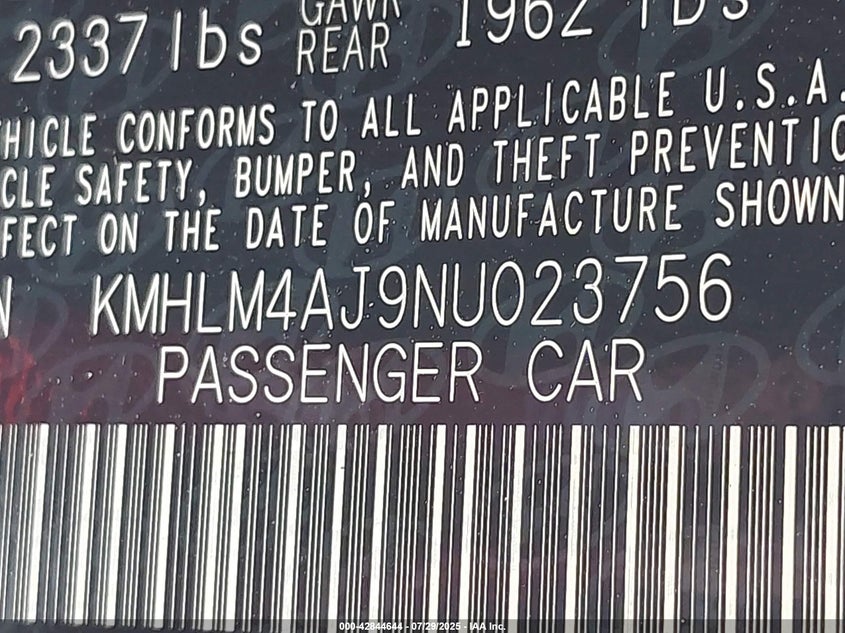 2337 lbs GAWR REAR 1962 lbs
HICLE CONFORMS TO ALL APPLICABLE U.S.A.
CLE SAFETY, BUMPER, AND THEFT PREVENTIO
FECT ON THE DATE OF MANUFACTURE SHOWN
N KMHLM4AJ9NU023756
PASSENGER CAR
000-42844644 - 07/29/2025 - IAA Inc.